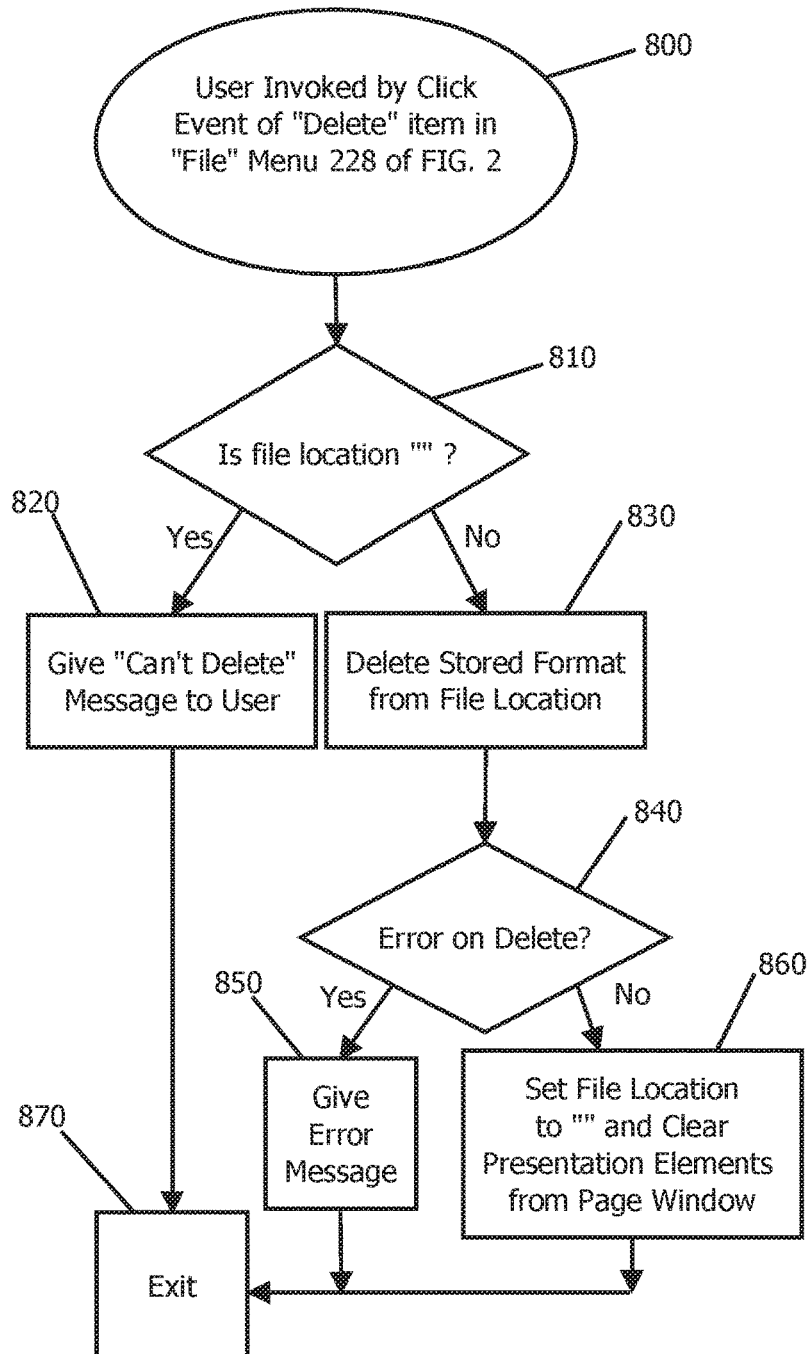 800
User Invoked by Click
Event of "Delete" item in
"File" Menu 228 of FIG. 2
810
Is file location "" ?
820
Yes
No
830
Give "Can't Delete"
Message to User
Delete Stored Format
from File Location
840
Error on Delete?
850
Yes
No
860
Give
Error
Message
Set File Location
to "" and Clear
Presentation Elements
from Page Window
870
Exit